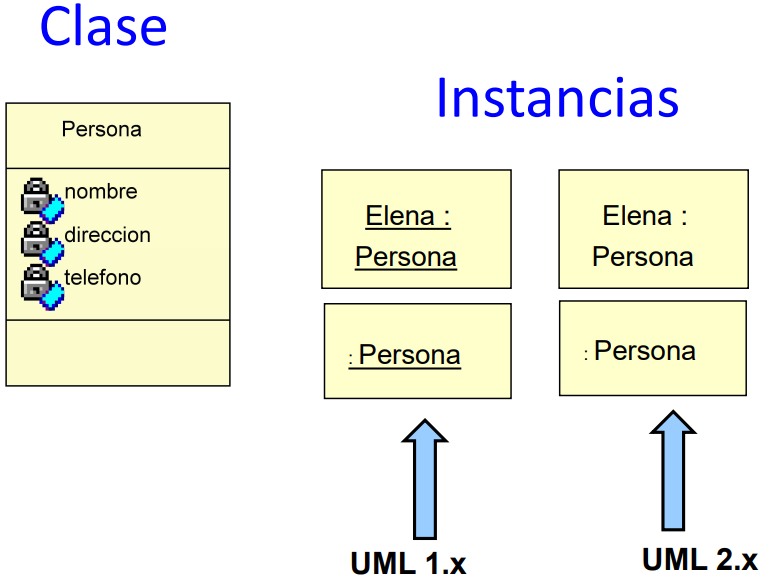 Clase
Persona
nombre
direccion
telefono
Instancias
Elena :
Persona
Elena :
Persona
: Persona
: Persona
UML 1.x
UML 2.x